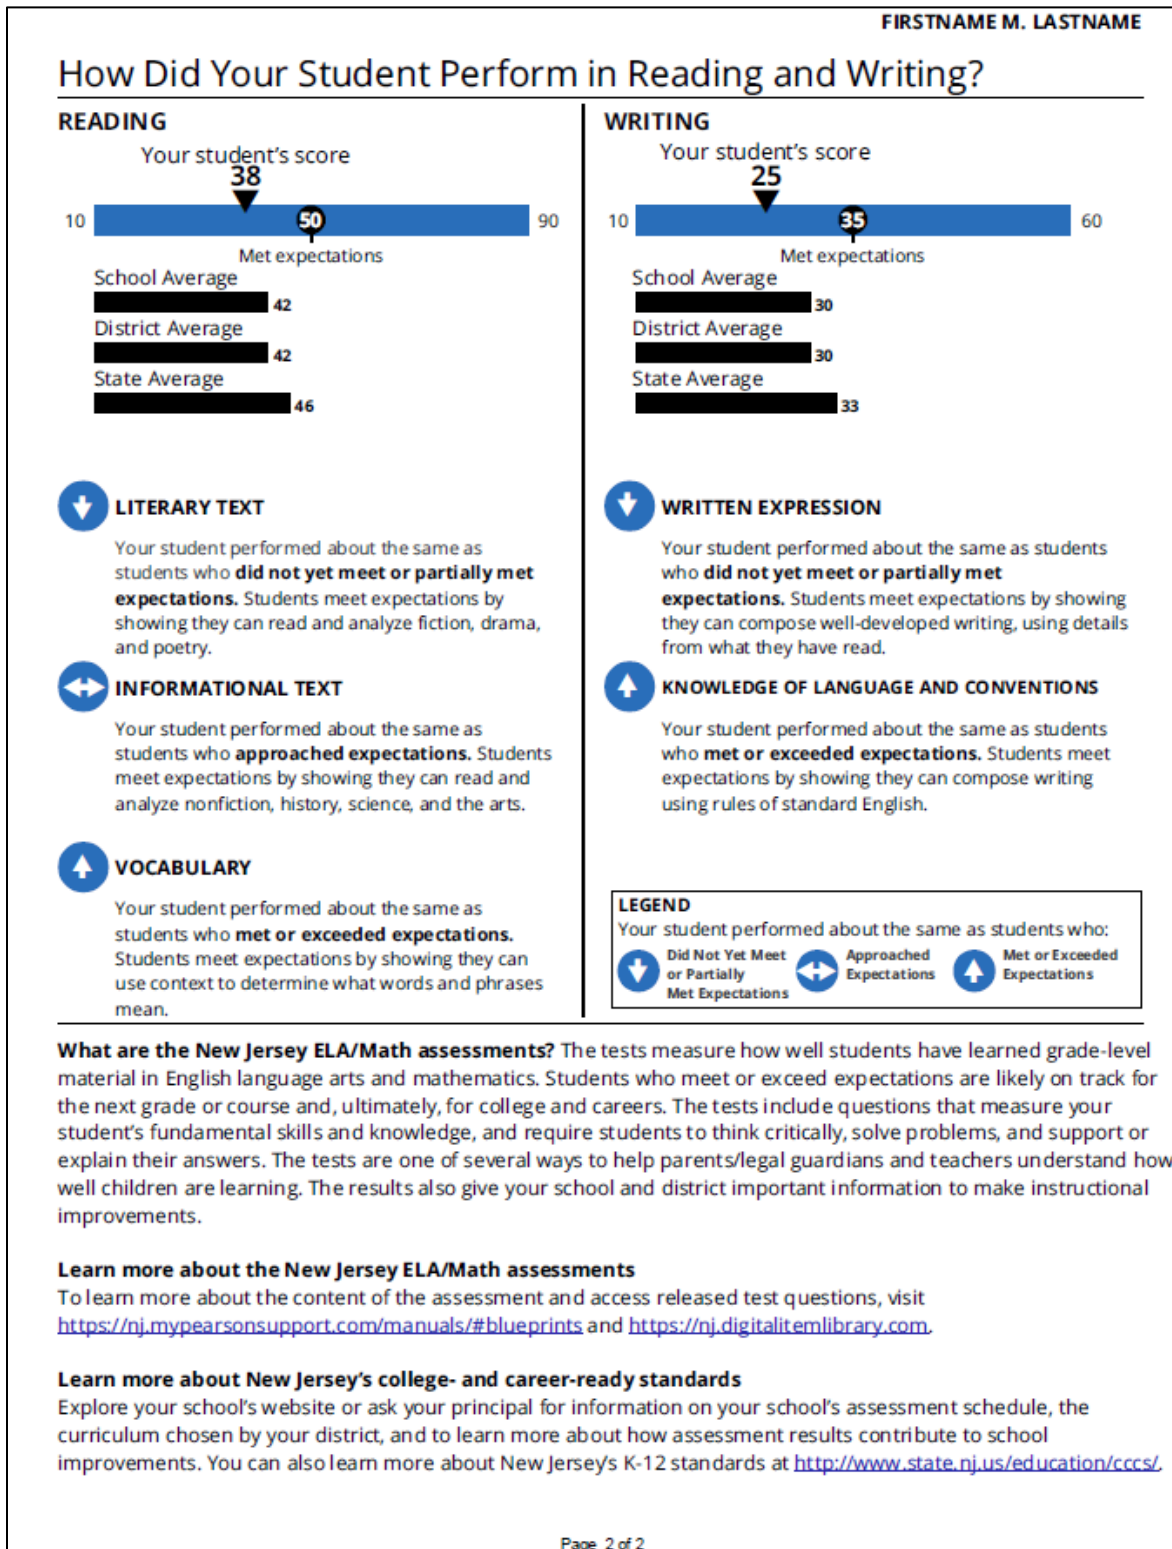 FIRSTNAME M. LASTNAME
How Did Your Student Perform in Reading and Writing?
READING
Your student's score
38
10
50
90
Met expectations
School Average
42
District Average
42
State Average
46
LITERARY TEXT
Your student performed about the same as
students who did not yet meet or partially met
expectations. Students meet expectations by
showing they can read and analyze fiction, drama,
and poetry.
INFORMATIONAL TEXT
Your student performed about the same as
students who approached expectations. Students
meet expectations by showing they can read and
analyze nonfiction, history, science, and the arts.
VOCABULARY
Your student performed about the same as
students who met or exceeded expectations.
Students meet expectations by showing they can
use context to determine what words and phrases
mean.
WRITING
Your student's score
25
10
35
60
Met expectations
School Average
30
District Average
30
State Average
33
WRITTEN EXPRESSION
Your student performed about the same as students
who did not yet meet or partially met
expectations. Students meet expectations by showing
they can compose well-developed writing, using details
from what they have read.
KNOWLEDGE OF LANGUAGE AND CONVENTIONS
Your student performed about the same as students
who met or exceeded expectations. Students meet
expectations by showing they can compose writing
using rules of standard English.
LEGEND
Your student performed about the same as students who:
Did Not Yet Meet
or Partially
Met Expectations
Approached
Expectations
Met or Exceeded
Expectations
What are the New Jersey ELA/Math assessments? The tests measure how well students have learned grade-level
material in English language arts and mathematics. Students who meet or exceed expectations are likely on track for
the next grade or course and, ultimately, for college and careers. The tests include questions that measure your
student's fundamental skills and knowledge, and require students to think critically, solve problems, and support or
explain their answers. The tests are one of several ways to help parents/legal guardians and teachers understand how
well children are learning. The results also give your school and district important information to make instructional
improvements.
Learn more about the New Jersey ELA/Math assessments
To learn more about the content of the assessment and access released test questions, visit
https://nj.mypearsonsupport.com/manuals/#blueprints and https://nj.digitalitemlibrary.com.
Learn more about New Jersey's college- and career-ready standards
Explore your school's website or ask your principal for information on your school's assessment schedule, the
curriculum chosen by your district, and to learn more about how assessment results contribute to school
improvements. You can also learn more about New Jersey's K-12 standards at http://www.state.nj.us/education/cccs/.
Page 2 of 2